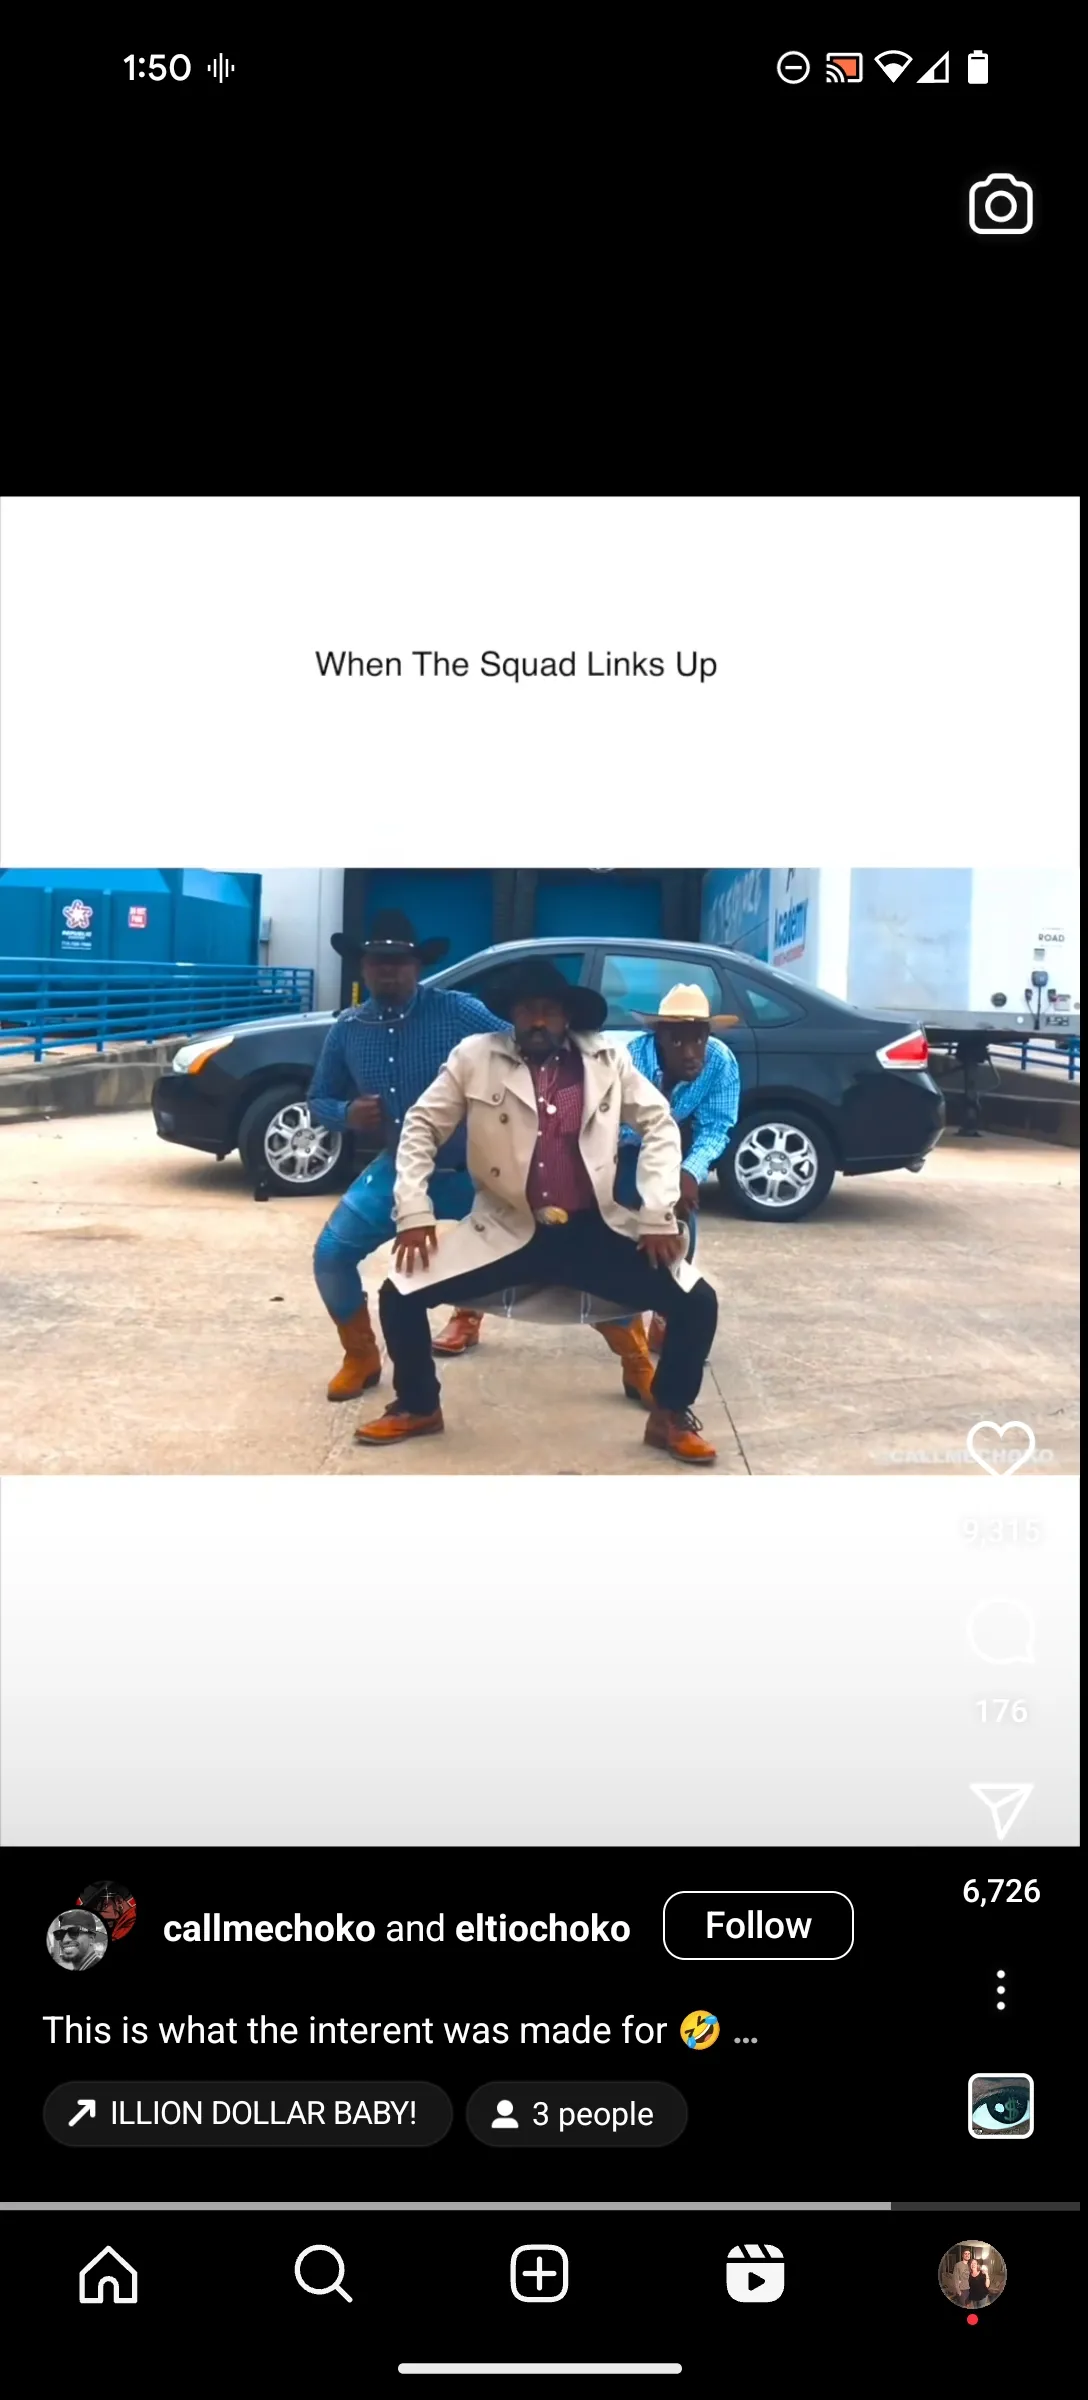 1:50
When The Squad Links Up
REPUBLIC
Academy
ROAD
@CALLMECHOKO
9,315
176
6,726
callmechoko and eltiochoko
Follow
This is what the interent was made for 🤣 ...
ILLION DOLLAR BABY!
3 people